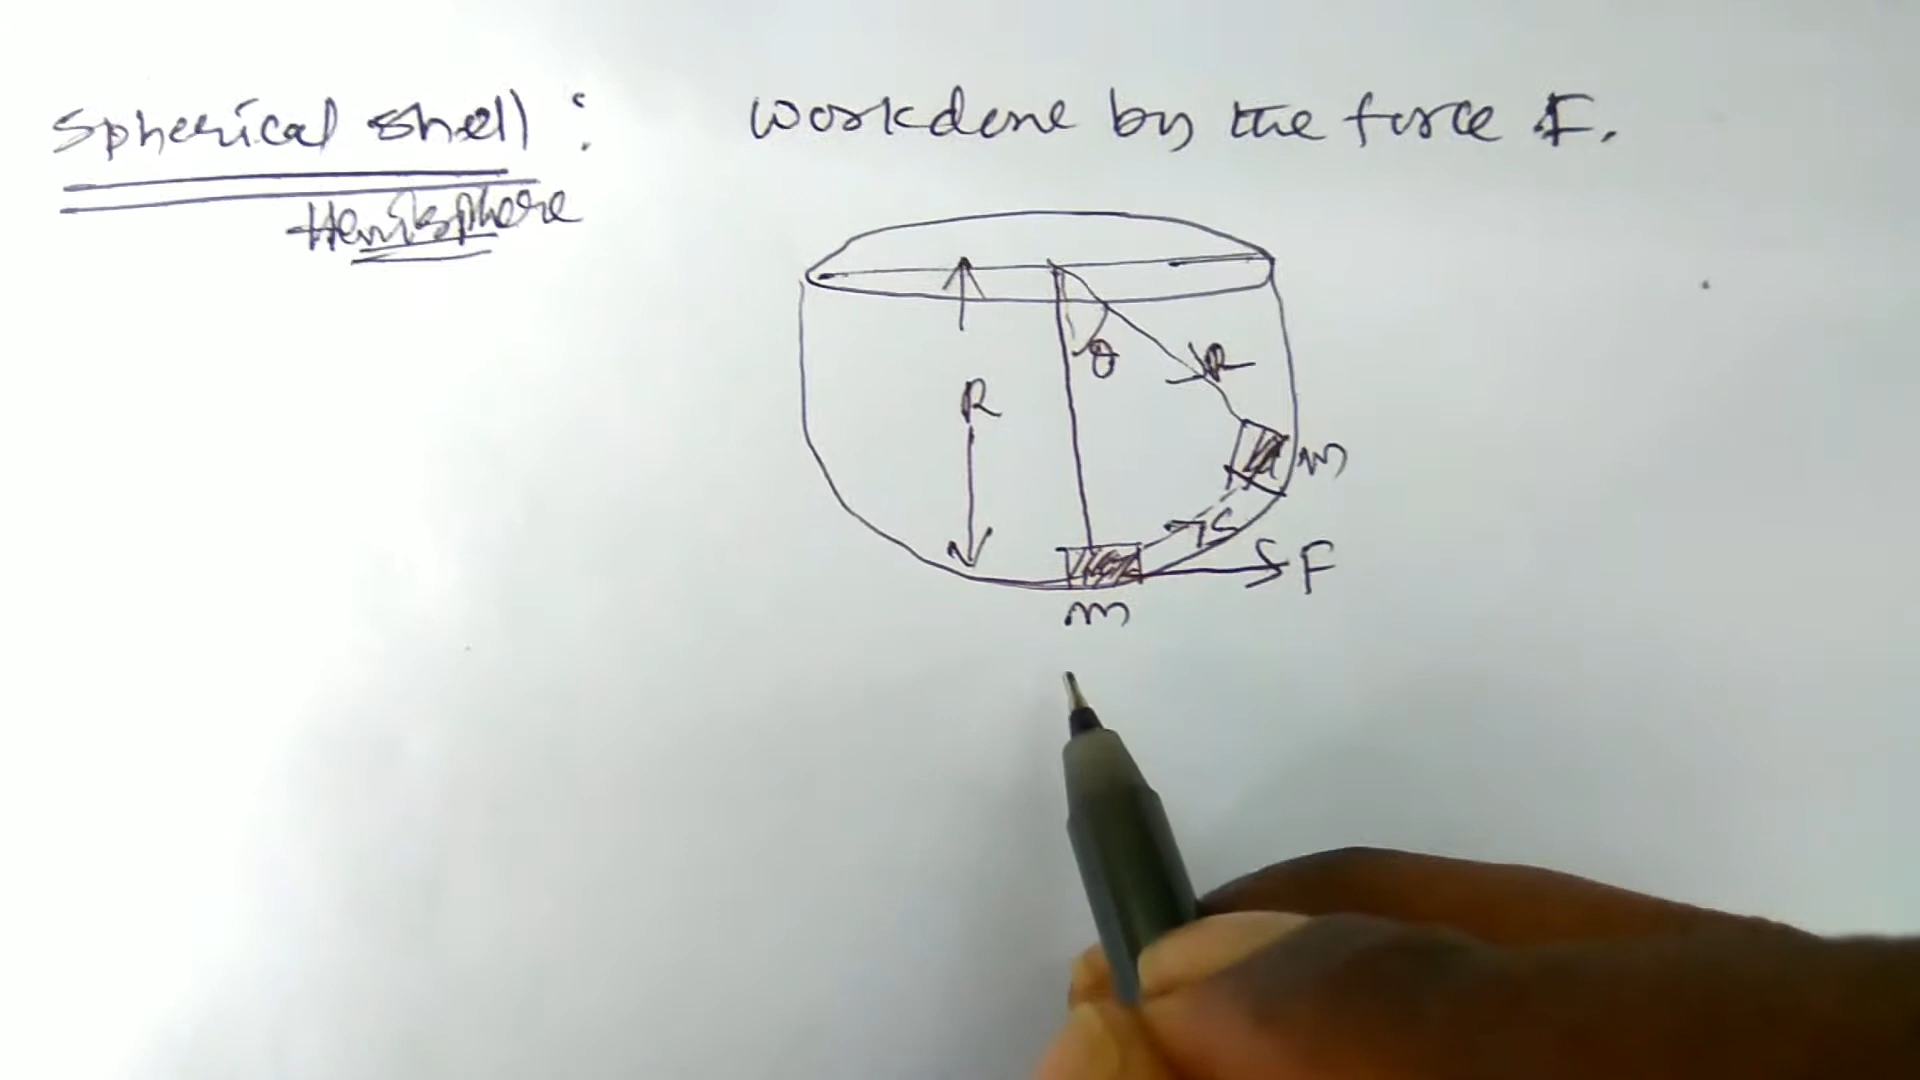 Spherical shell :
Hemisphere
workdone by the force F.
R
θ
R
m
S
F
m